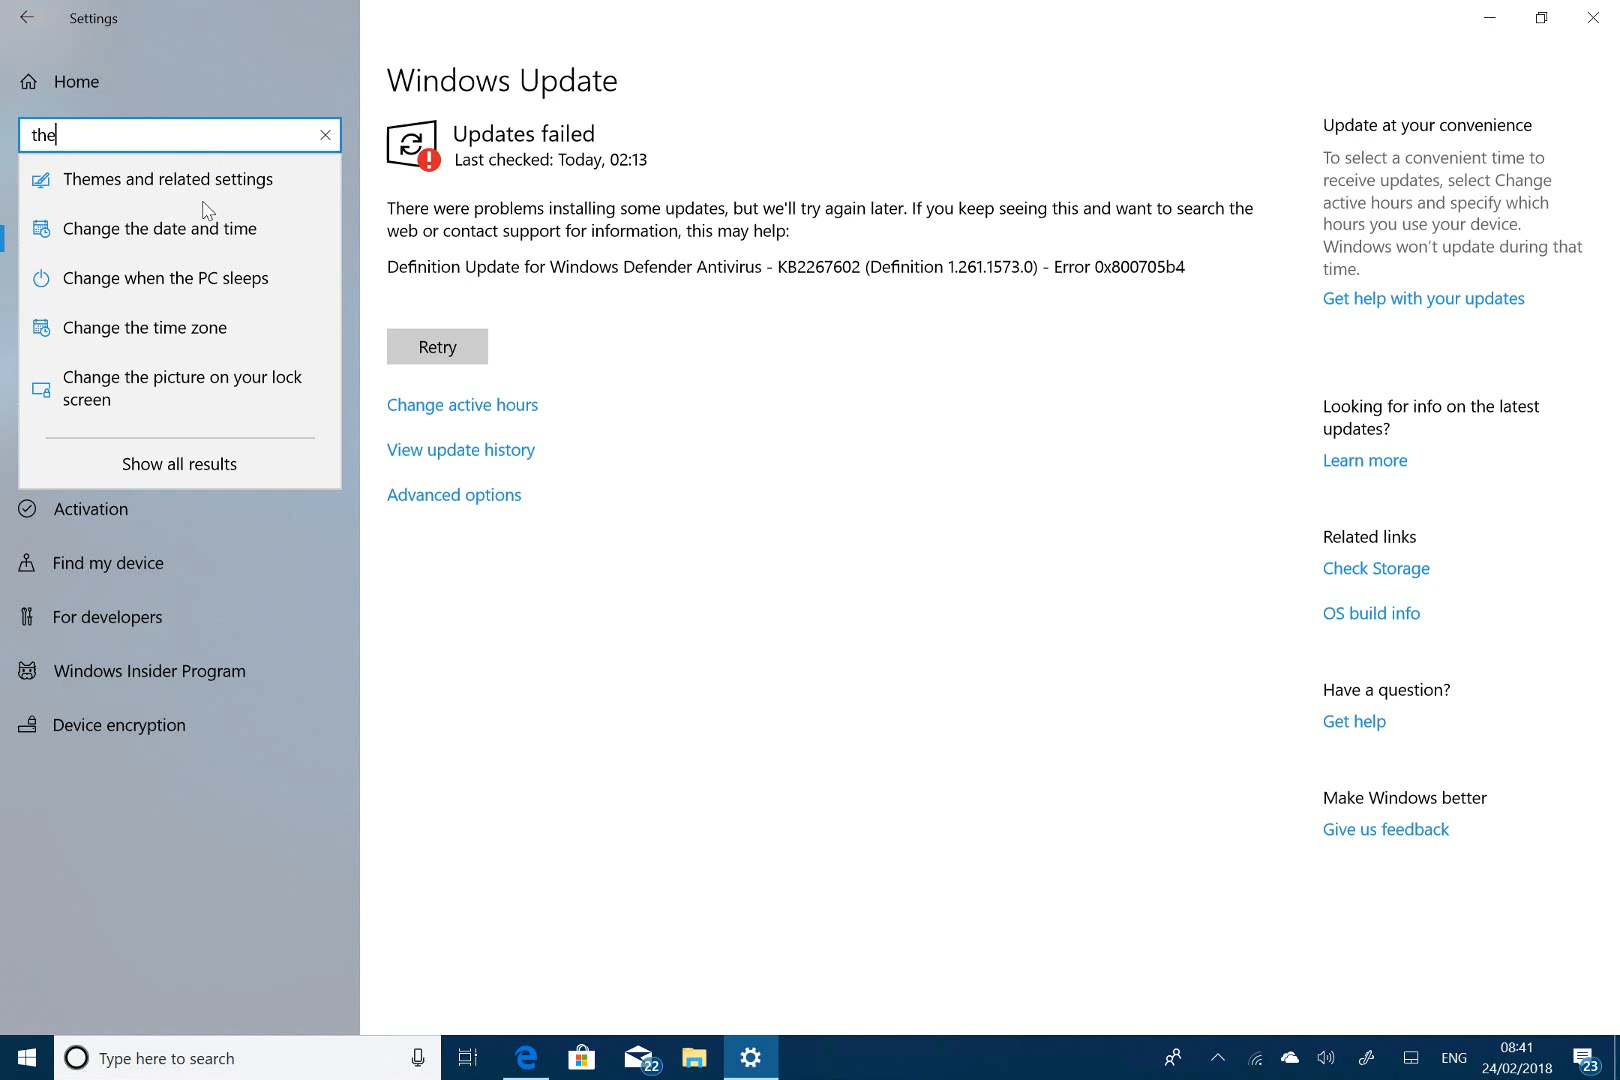 Settings
Home
the
Themes and related settings
Change the date and time
Change when the PC sleeps
Change the time zone
Change the picture on your lock
screen
Show all results
Activation
Find my device
For developers
Windows Insider Program
Device encryption
Windows Update
Updates failed
Last checked: Today, 02:13
There were problems installing some updates, but we'll try again later. If you keep seeing this and want to search the
web or contact support for information, this may help:
Definition Update for Windows Defender Antivirus - KB2267602 (Definition 1.261.1573.0) - Error 0x800705b4
Retry
Change active hours
View update history
Advanced options
Update at your convenience
To select a convenient time to
receive updates, select Change
active hours and specify which
hours you use your device.
Windows won't update during that
time.
Get help with your updates
Looking for info on the latest
updates?
Learn more
Related links
Check Storage
OS build info
Have a question?
Get help
Make Windows better
Give us feedback
Type here to search
22
ENG
08:41
24/02/2018
23